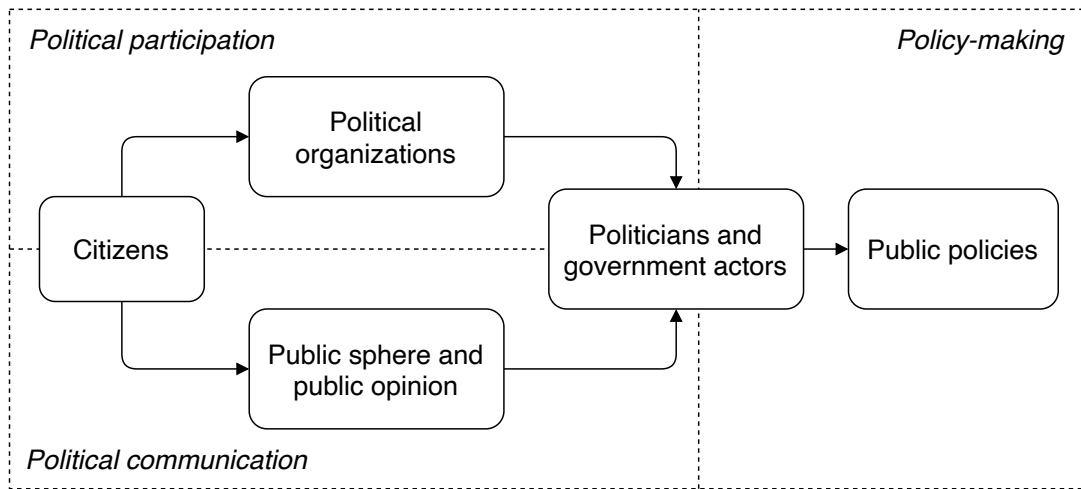 Political participation
Policy-making
Political
organizations
Citizens
Politicians and
government actors
Public policies
Public sphere and
public opinion
Political communication